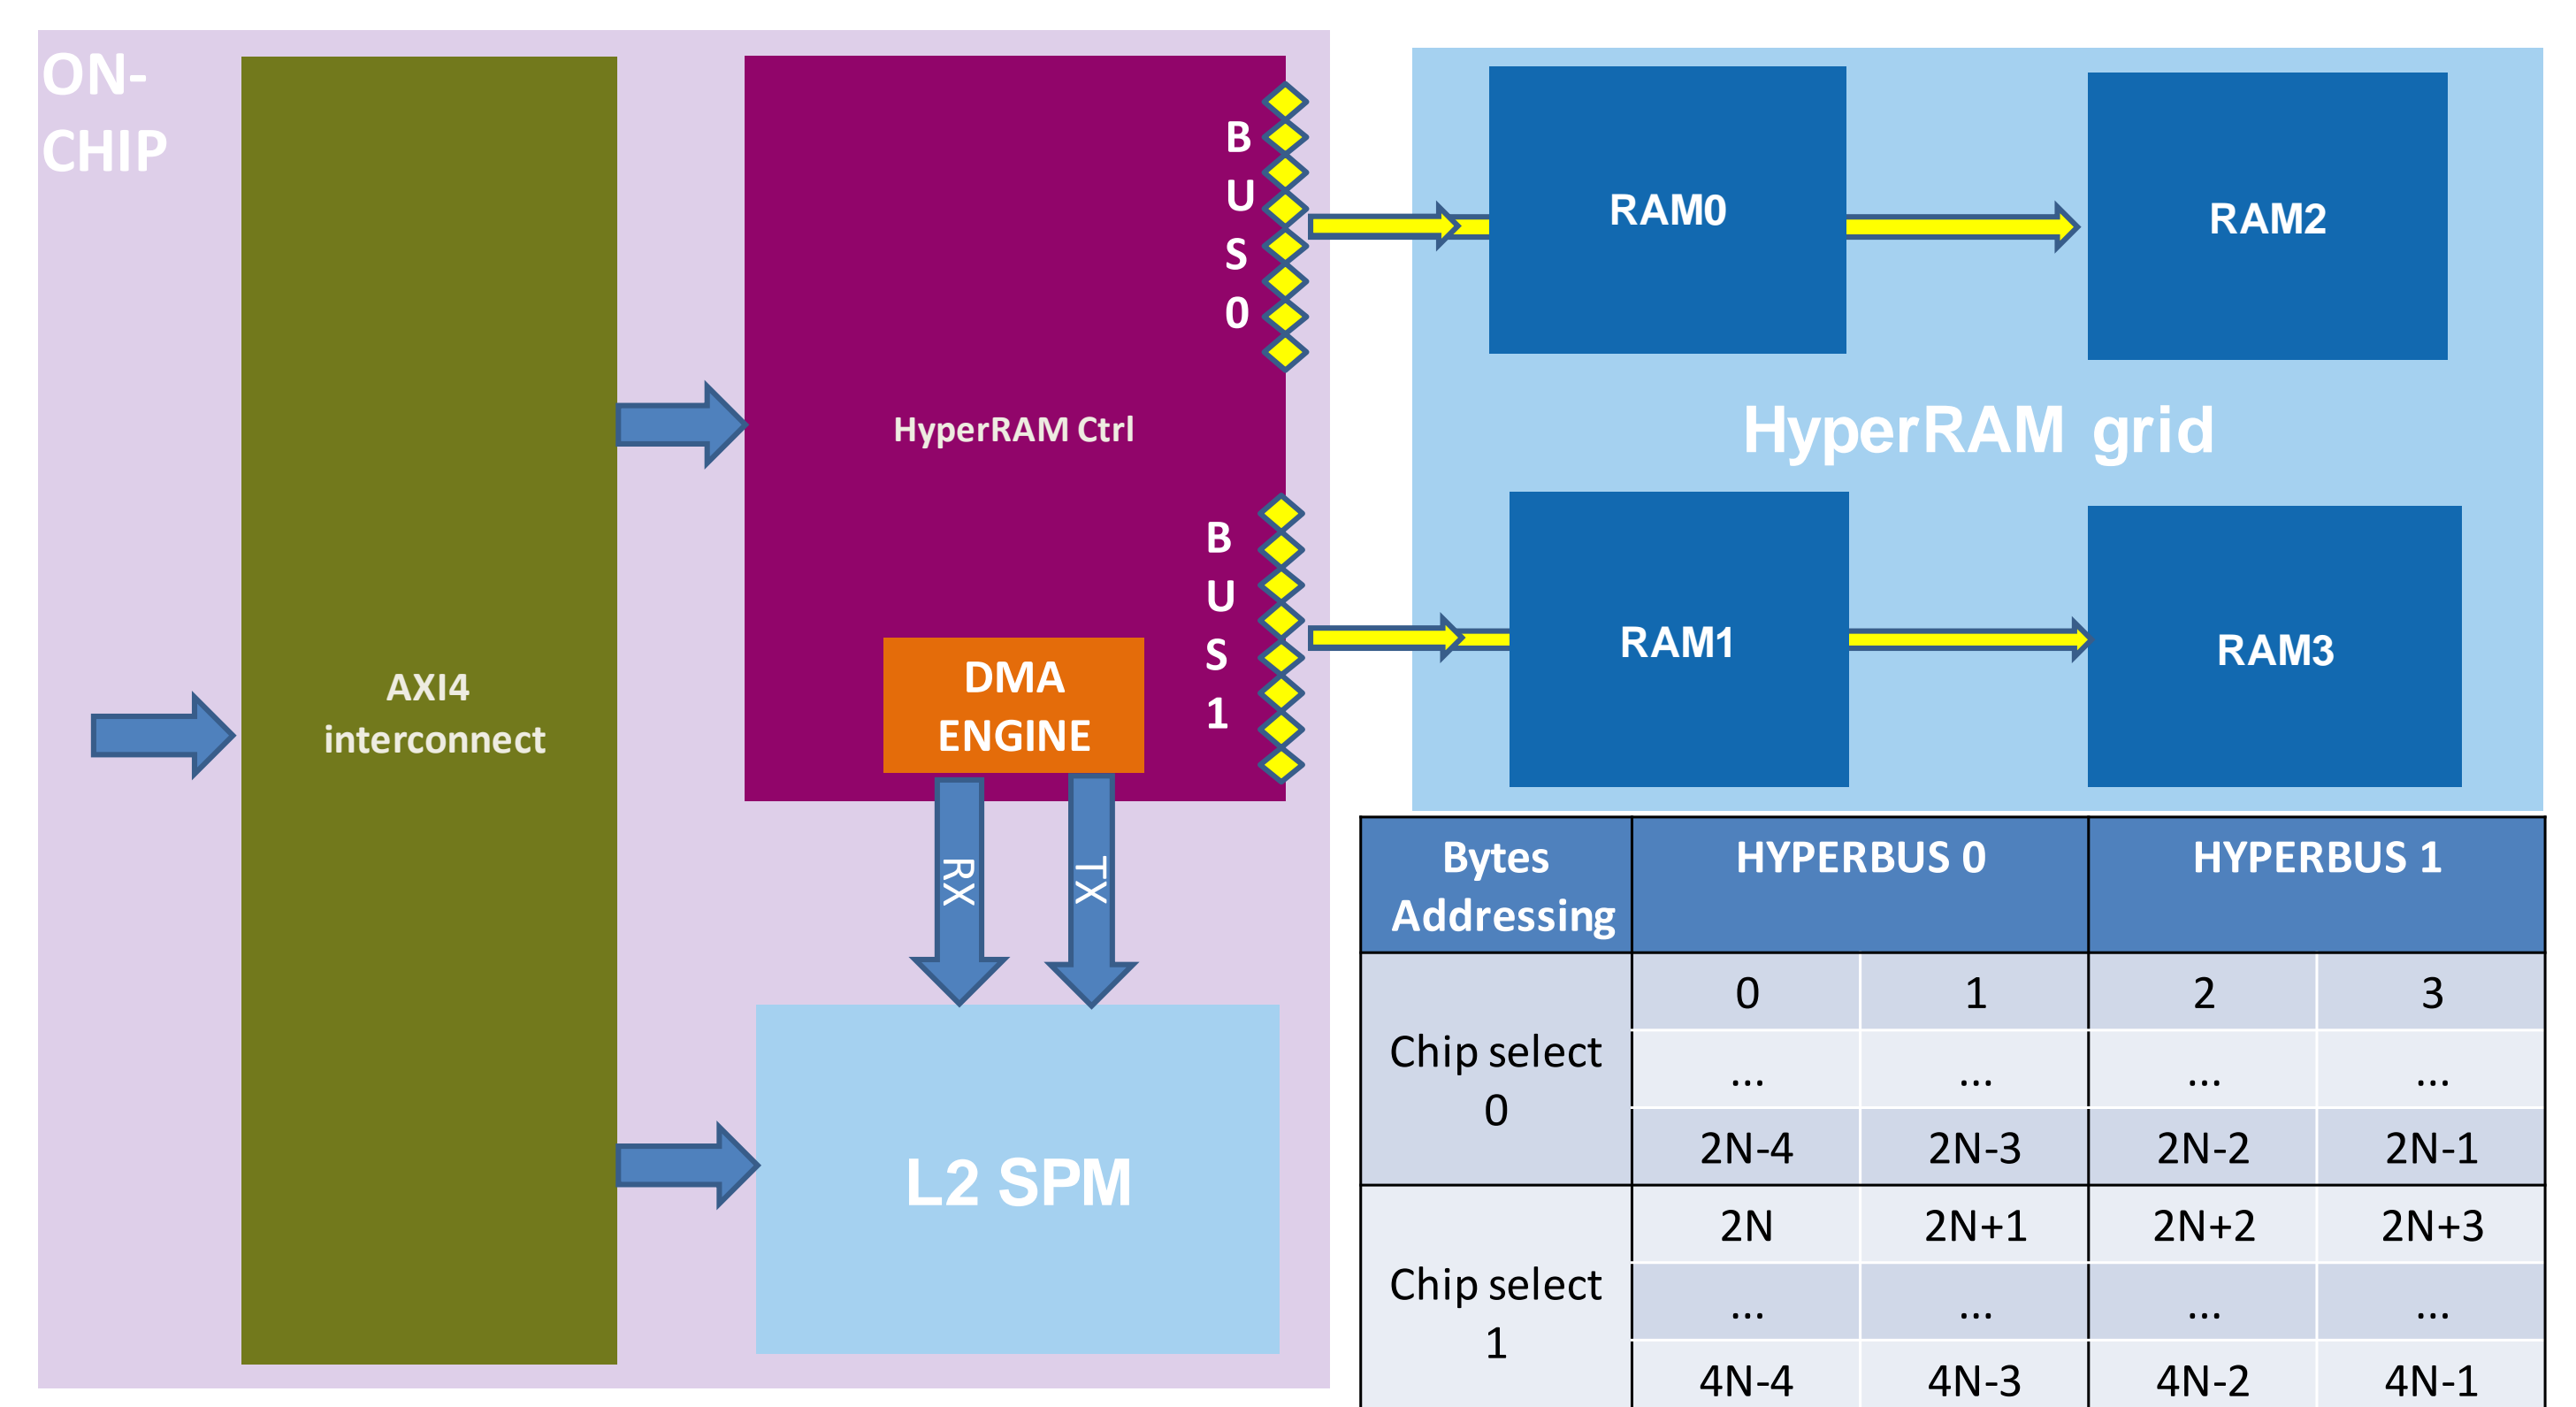 ON-
CHIP
AXI4
interconnect
HyperRAM Ctrl
B
U
S
0
B
U
S
1
DMA
ENGINE
RX
TX
L2 SPM
RAM0
RAM2
HyperRAM grid
RAM1
RAM3
Bytes Addressing HYPERBUS 0 HYPERBUS 1
Chip select 0
0 1 2 3
... ... ... ...
2N-4 2N-3 2N-2 2N-1
Chip select 1
2N 2N+1 2N+2 2N+3
... ... ... ...
4N-4 4N-3 4N-2 4N-1